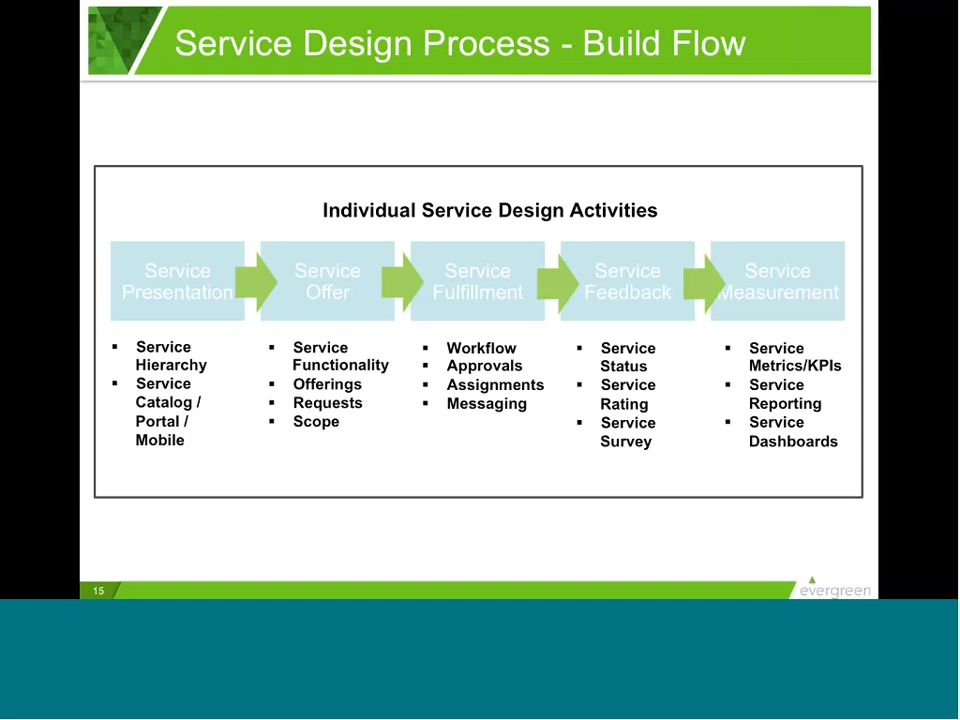 Service Design Process - Build Flow
Individual Service Design Activities
Service
Presentation
Service
Offer
Service
Fulfillment
Service
Feedback
Service
Measurement
▪ Service
Hierarchy
▪ Service
Catalog /
Portal /
Mobile
▪ Service
Functionality
▪ Offerings
▪ Requests
▪ Scope
▪ Workflow
▪ Approvals
▪ Assignments
▪ Messaging
▪ Service
Status
▪ Service
Rating
▪ Service
Survey
▪ Service
Metrics/KPIs
▪ Service
Reporting
▪ Service
Dashboards
15
evergreen